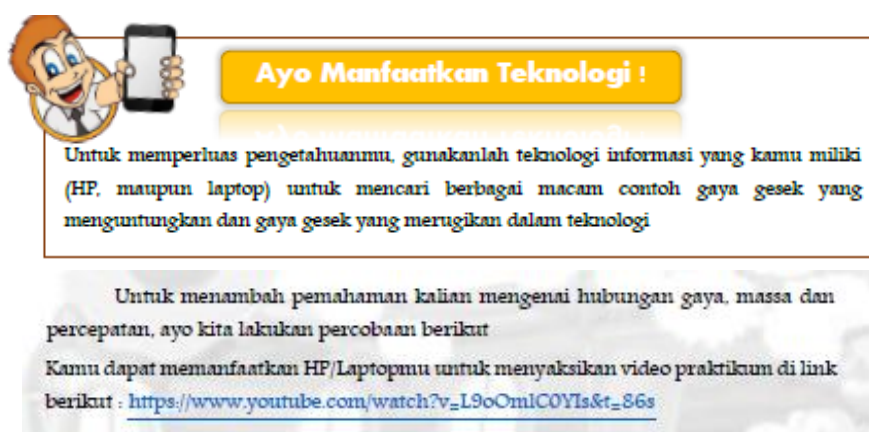 Ayo Manfaatkan Teknologi !
Untuk memperluas pengetahuanmu, gunakanlah teknologi informasi yang kamu miliki
(HP, maupun laptop) untuk mencari berbagai macam contoh gaya gesek yang
menguntungkan dan gaya gesek yang merugikan dalam teknologi
Untuk menambah pemahaman kalian mengenai hubungan gaya, massa dan
percepatan, ayo kita lakukan percobaan berikut
Kamu dapat memanfaatkan HP/Laptopmu untuk menyaksikan video praktikum di link
berikut : https://www.youtube.com/watch?v=L9oOmlC0YIs&t=86s